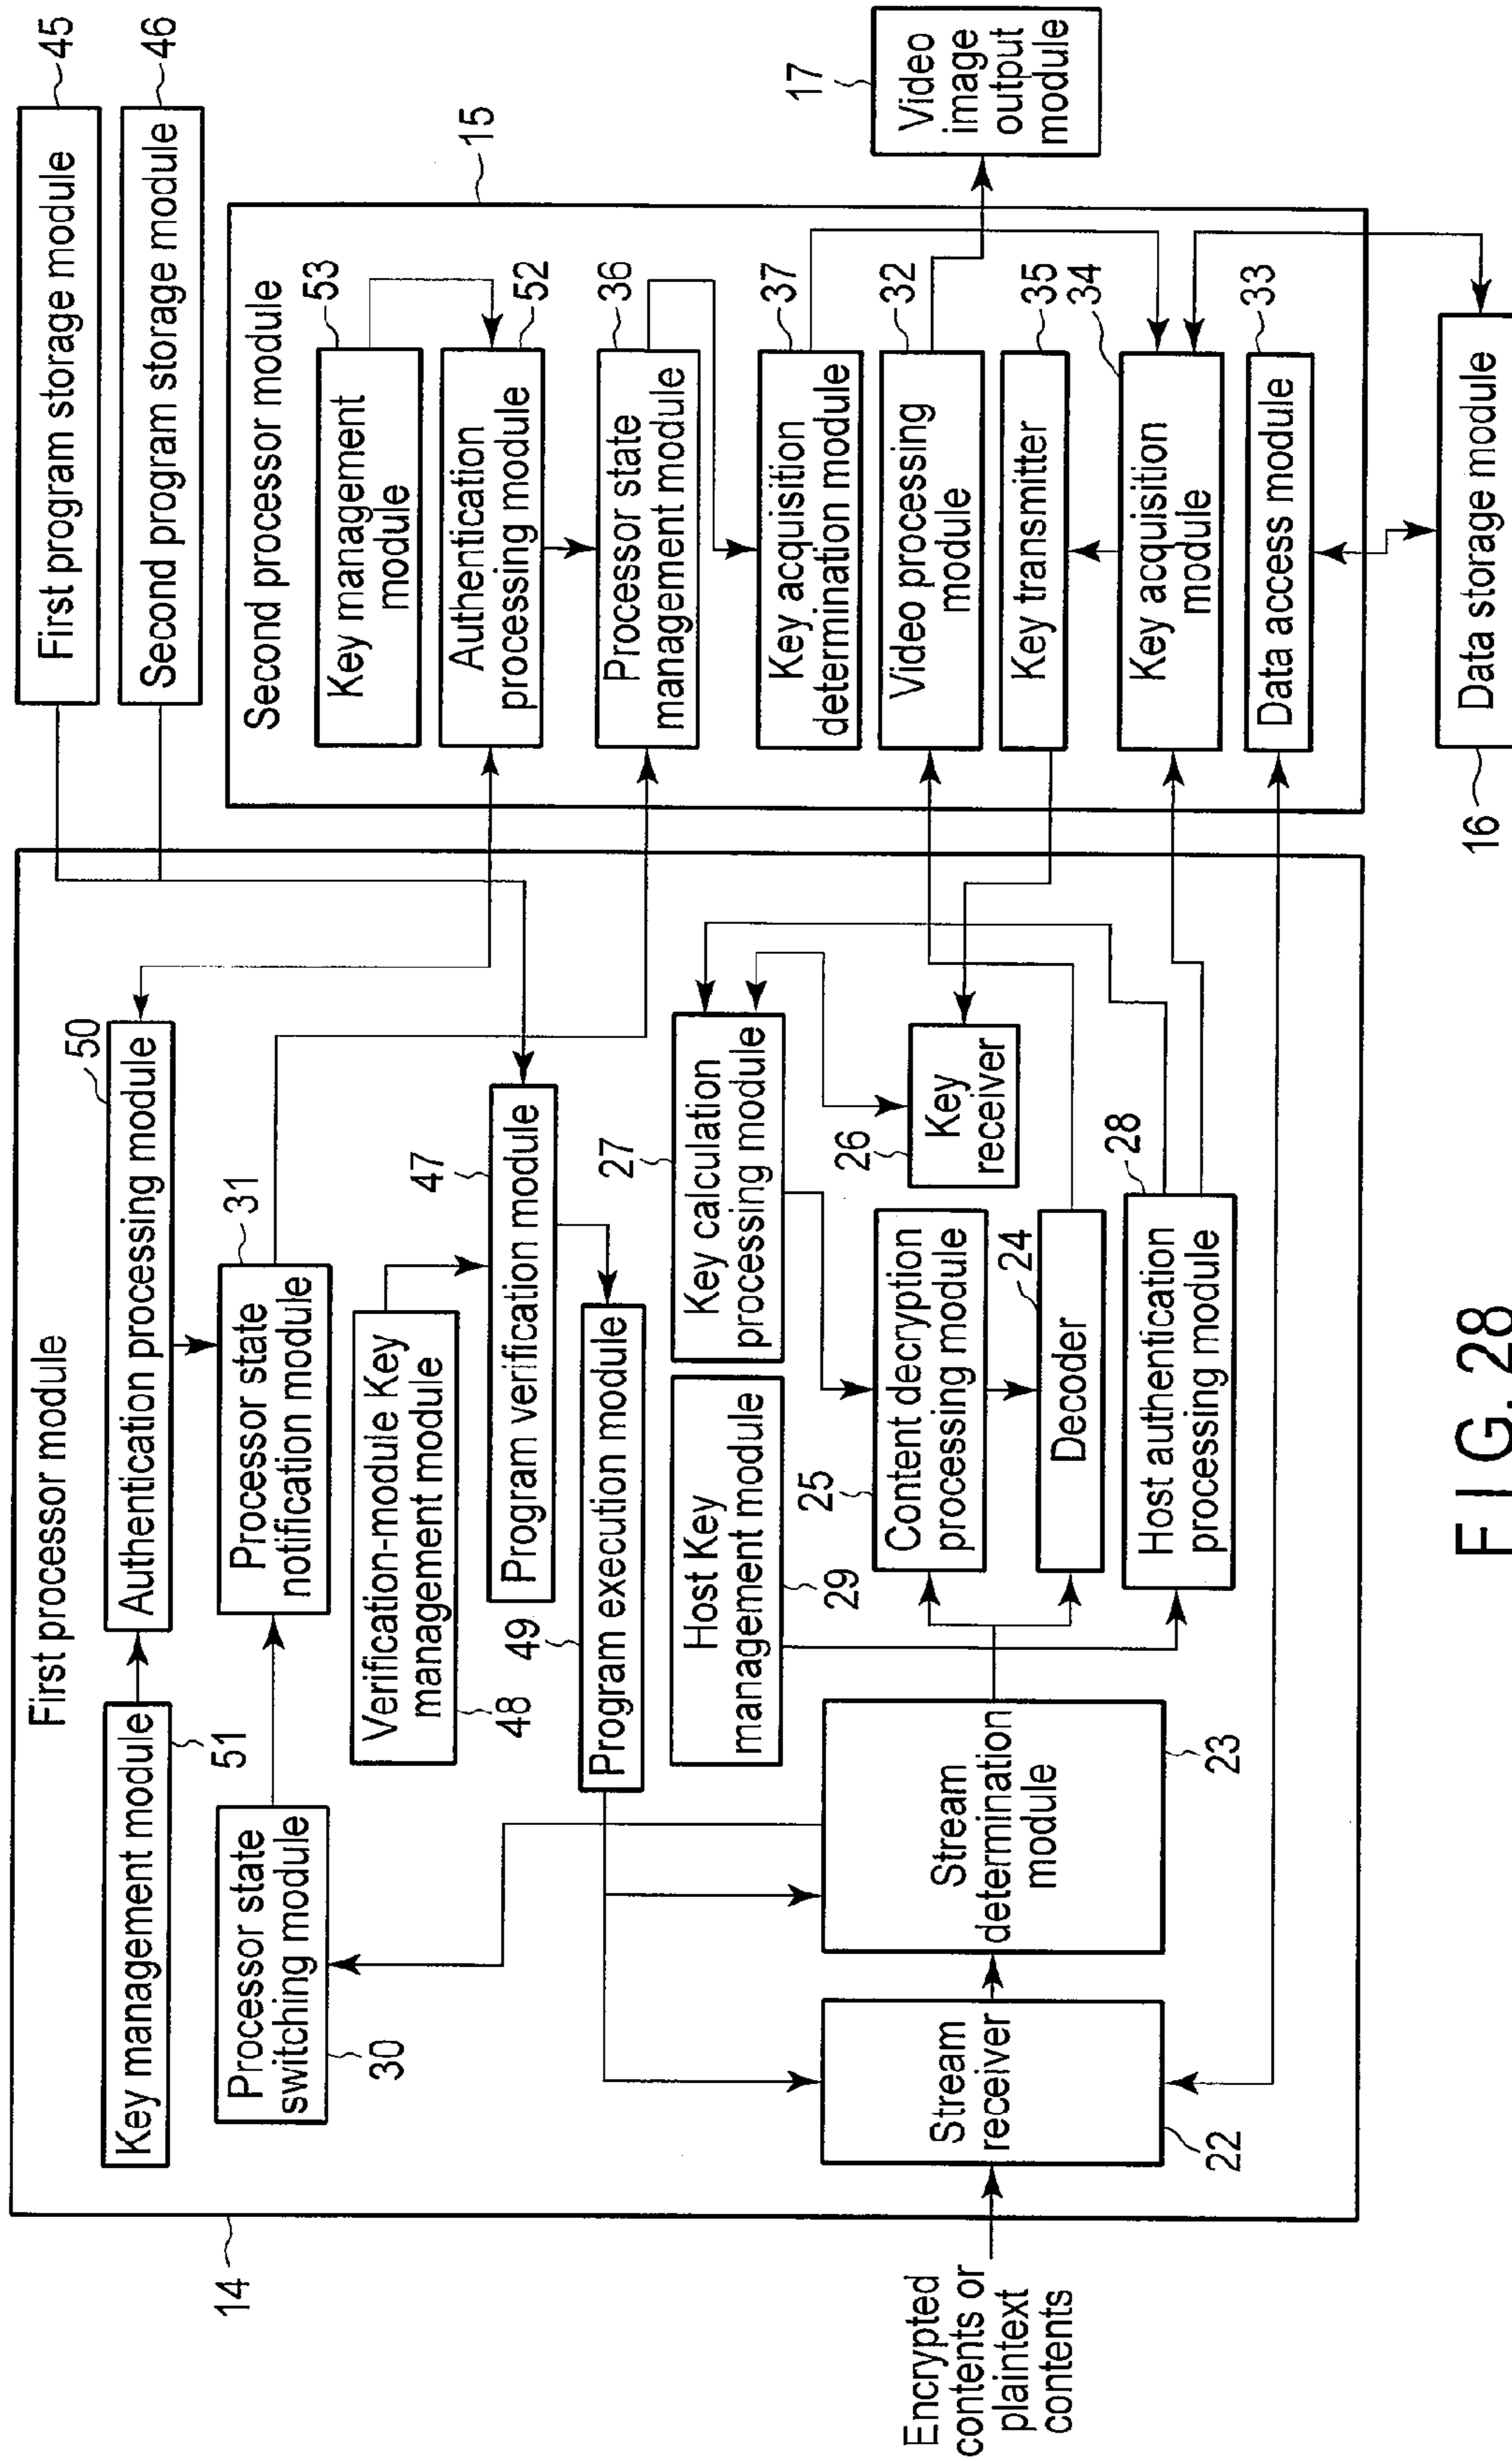 First program storage module
45
Second program storage module
46
First processor module
14
Key management module
51
Authentication processing module
50
Processor state
switching module
30
Processor state
notification module
31
Verification-module Key
management module
48
Program verification module
47
Program execution module
49
Host Key
management module
29
Key calculation
processing module
27
Content decryption
processing module
25
Key
receiver
26
Decoder
24
Host authentication
processing module
28
Stream
determination
module
23
Stream
receiver
22
Encrypted
contents or
plaintext
contents
Second processor module
15
Key management
module
53
Authentication
processing module
52
Processor state
management module
36
Key acquisition
determination module
37
Video processing
module
32
Key transmitter
35
Key acquisition
module
34
Data access module
33
Video
image
output
module
17
Data storage module
16
FIG. 28